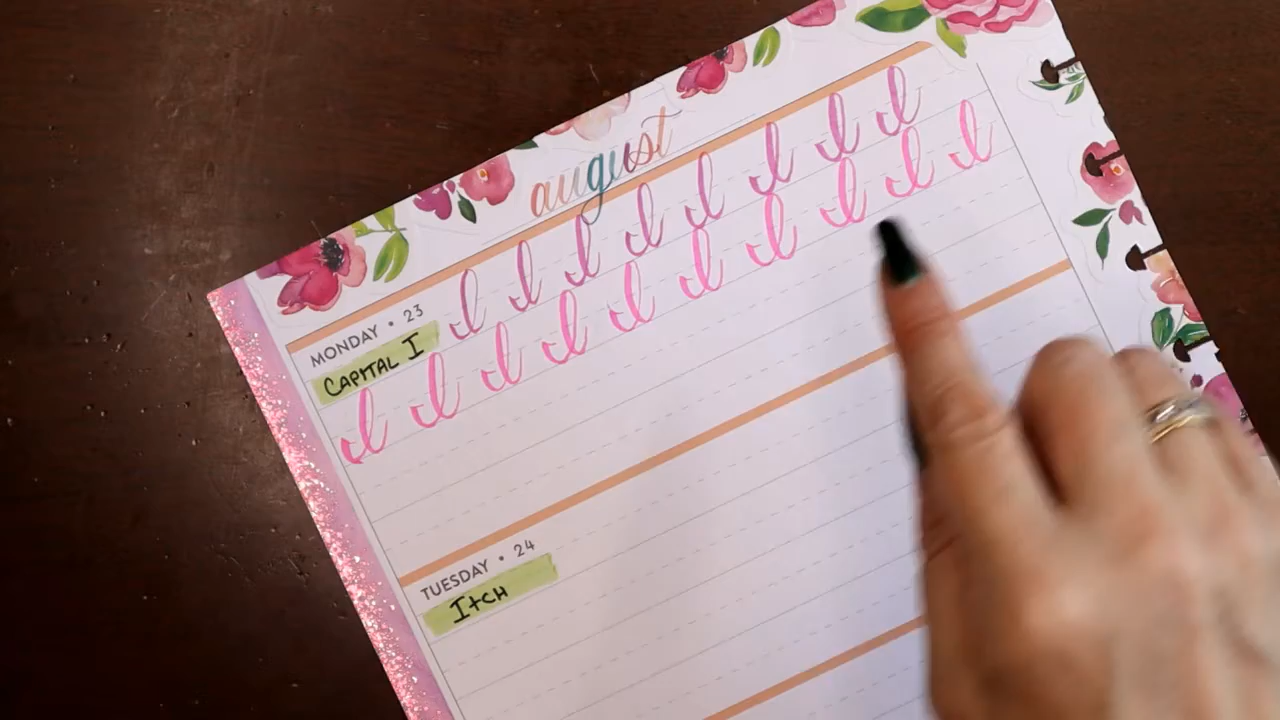 august
MONDAY • 23
CAPITAL I I I I I I I I I
I I I I I I I I I I
TUESDAY • 24
ItCH